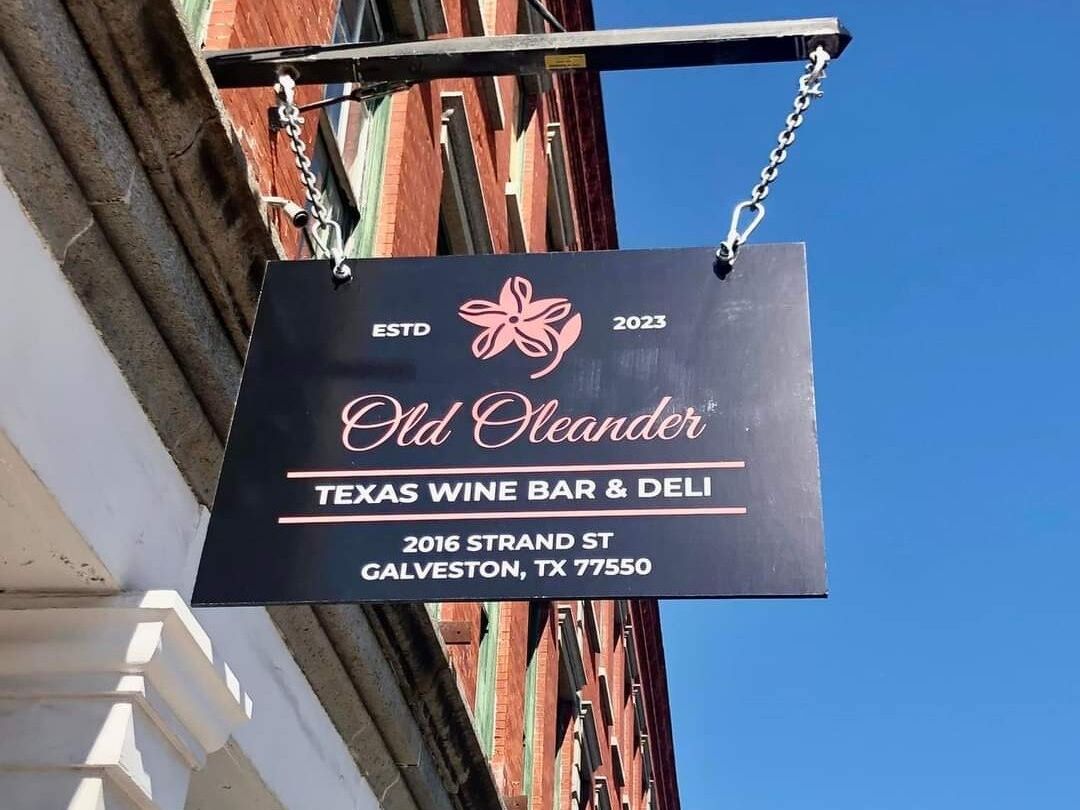 ESTD 2023
Old Oleander
TEXAS WINE BAR & DELI
2016 STRAND ST
GALVESTON, TX 77550